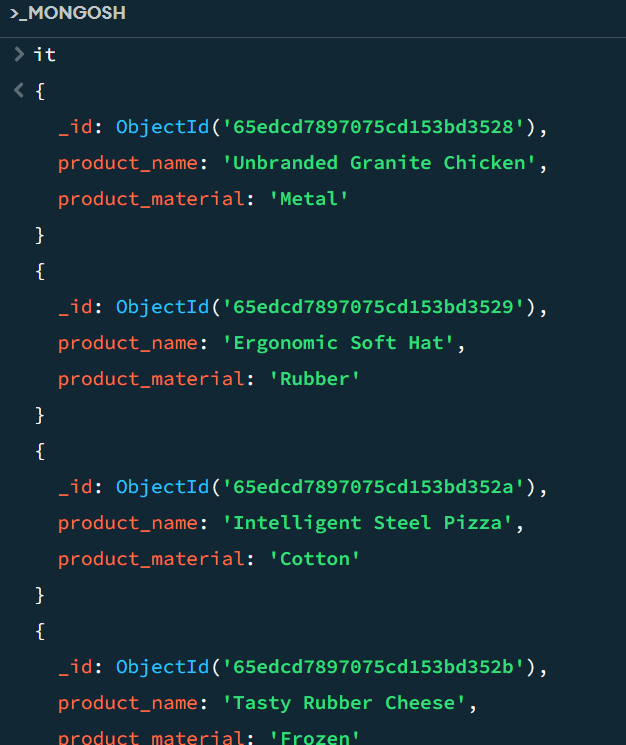 >_MONGOSH
> it
< {
_id: ObjectId('65edcd7897075cd153bd3528'),
product_name: 'Unbranded Granite Chicken',
product_material: 'Metal'
}
{
_id: ObjectId('65edcd7897075cd153bd3529'),
product_name: 'Ergonomic Soft Hat',
product_material: 'Rubber'
}
{
_id: ObjectId('65edcd7897075cd153bd352a'),
product_name: 'Intelligent Steel Pizza',
product_material: 'Cotton'
}
{
_id: ObjectId('65edcd7897075cd153bd352b'),
product_name: 'Tasty Rubber Cheese',
product_material: 'Frozen'